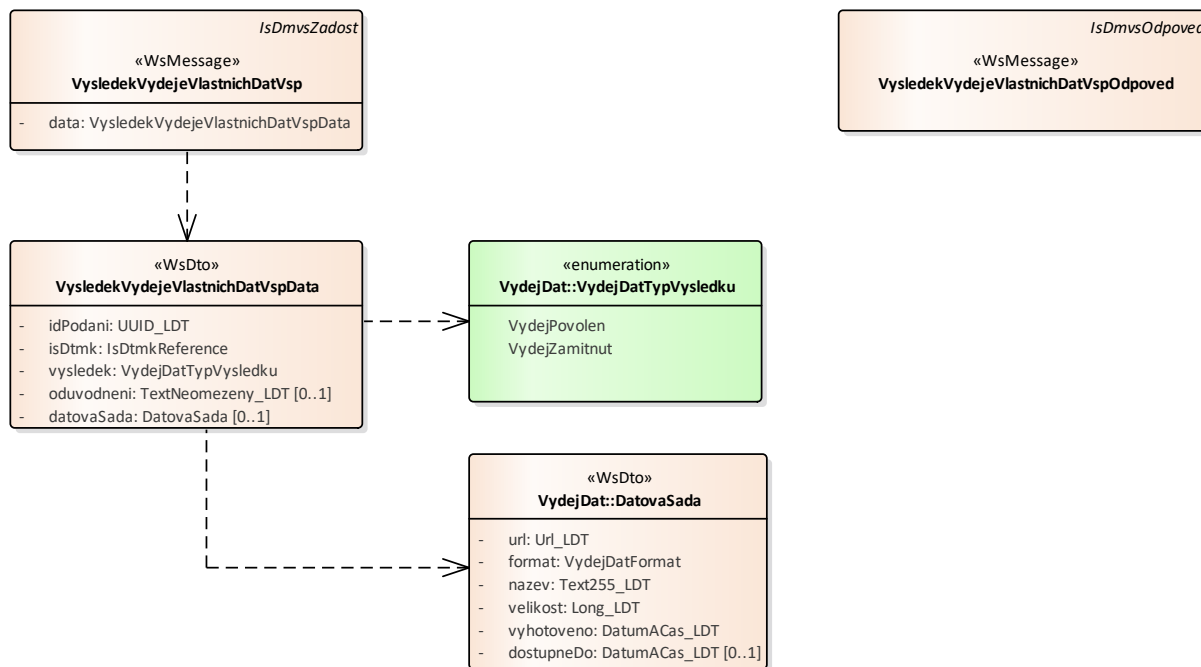 IsDmvsZadost
«WsMessage»
VysledekVydejeVlastnichDatVsp
- data: VysledekVydejeVlastnichDatVspData
IsDmvsOdpoved
«WsMessage»
VysledekVydejeVlastnichDatVspOdpoved
«WsDto»
VysledekVydejeVlastnichDatVspData
- idPodani: UUID_LDT
- isDtmk: IsDtmkReference
- vysledek: VydejDatTypVysledku
- oduvodneni: TextNeomezeny_LDT [0..1]
- datovaSada: DatovaSada [0..1]
«enumeration»
VydejDat::VydejDatTypVysledku
VydejPovolen
VydejZamitnut
«WsDto»
VydejDat::DatovaSada
- url: Url_LDT
- format: VydejDatFormat
- nazev: Text255_LDT
- velikost: Long_LDT
- vyhotoveno: DatumACas_LDT
- dostupneDo: DatumACas_LDT [0..1]